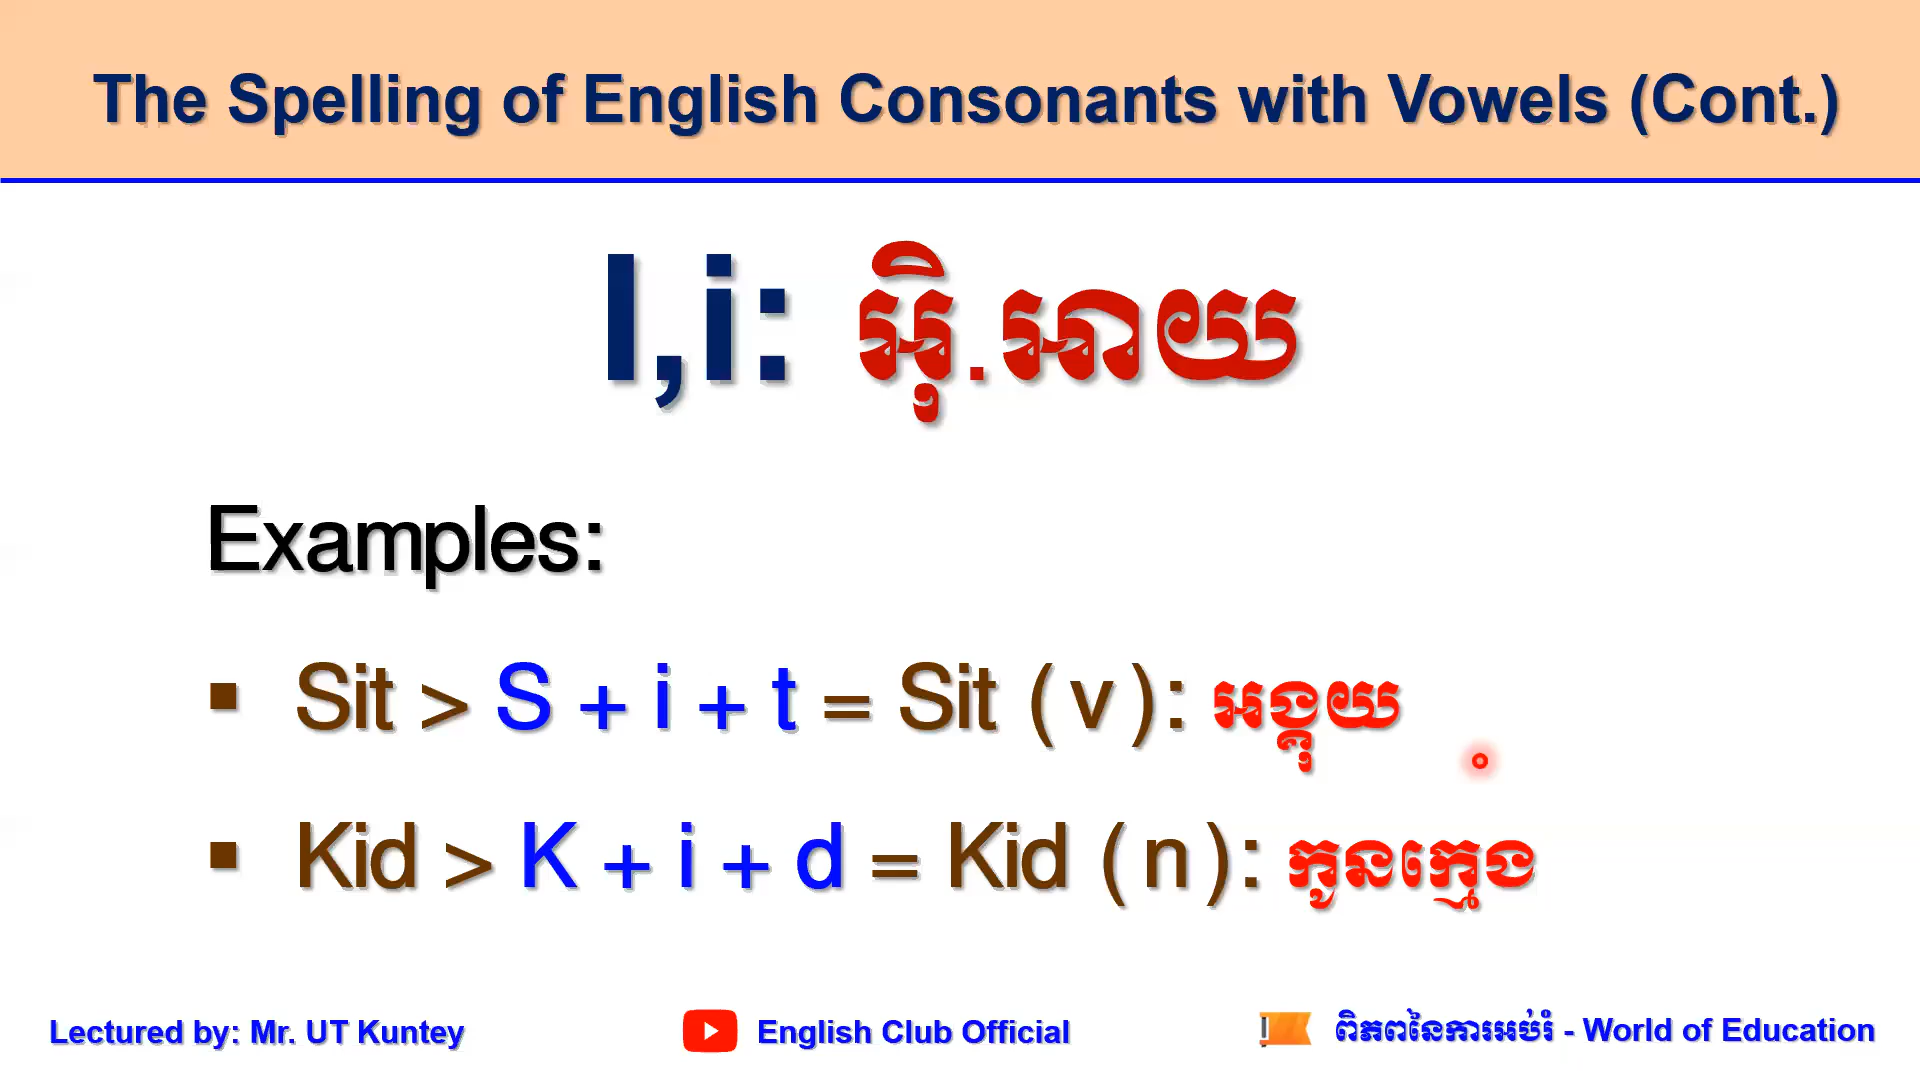 The Spelling of English Consonants with Vowels (Cont.)
I,i: អ៊ិ.អាយ
Examples:
▪ Sit > S + i + t = Sit (v): អង្គុយ
▪ Kid > K + i + d = Kid (n): កូនក្មេង
Lectured by: Mr. UT Kuntey English Club Official ពិភពនៃការអប់រំ - World of Education